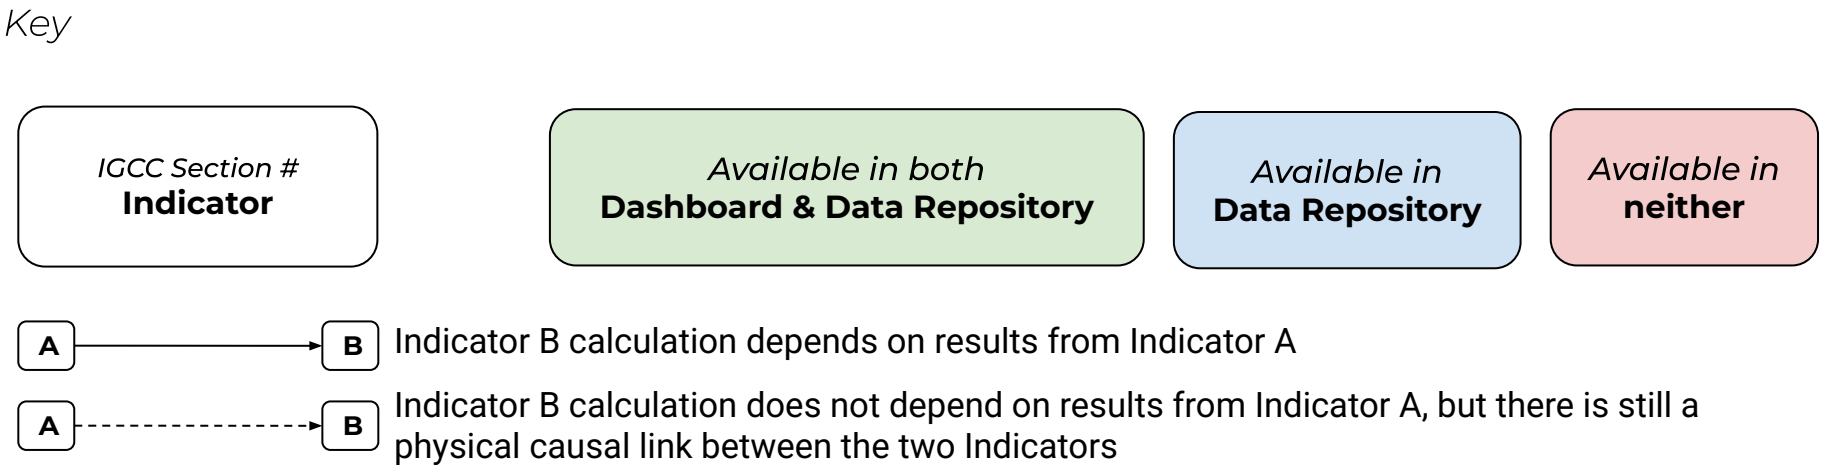 Key
IGCC Section #
Indicator
Available in both
Dashboard & Data Repository
Available in
Data Repository
Available in
neither
A
B
Indicator B calculation depends on results from Indicator A
A
B
Indicator B calculation does not depend on results from Indicator A, but there is still a
physical causal link between the two Indicators